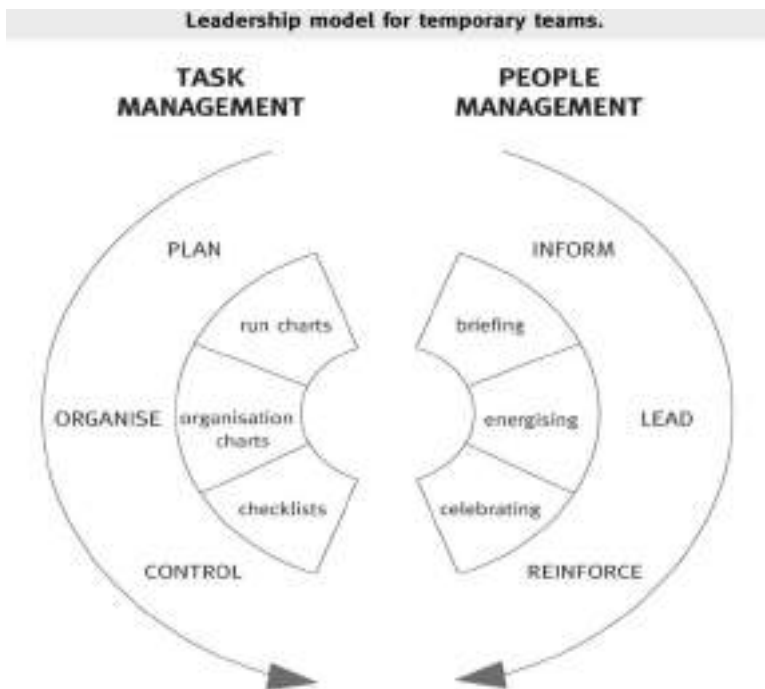 Leadership model for temporary teams.
TASK
MANAGEMENT
PEOPLE
MANAGEMENT
PLAN
INFORM
run charts
briefing
ORGANISE
organisation
charts
energising
LEAD
checklists
celebrating
CONTROL
REINFORCE